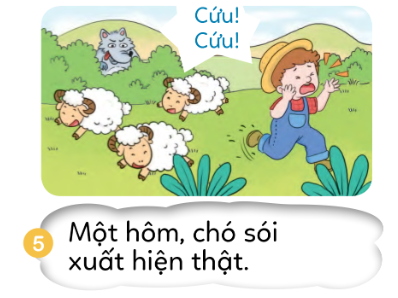 Cứu!
Cứu!
5
Một hôm, chó sói
xuất hiện thật.